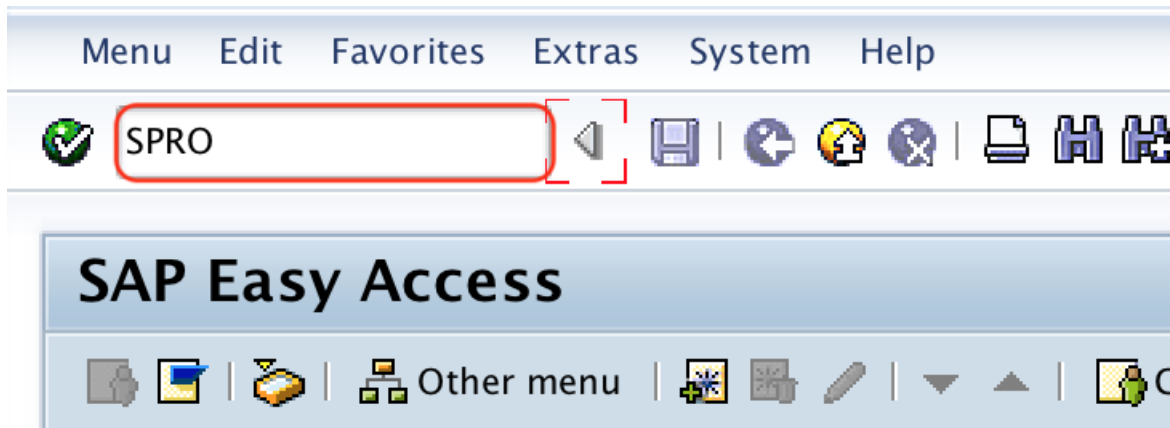 Menu Edit Favorites Extras System Help
SPRO
SAP Easy Access
Other menu